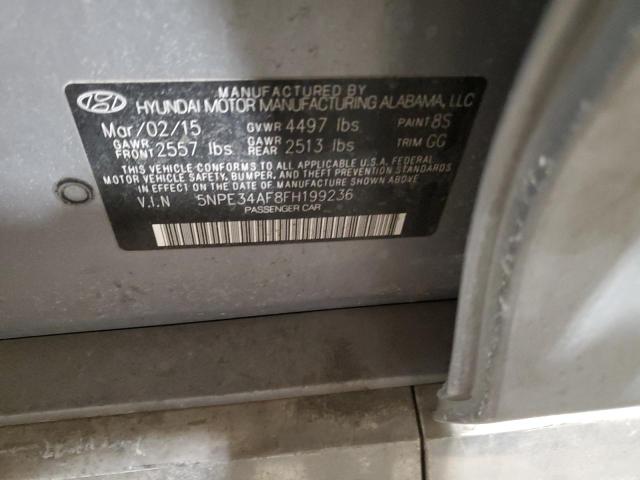 MANUFACTURED BY
HYUNDAI MOTOR MANUFACTURING ALABAMA, LLC
Mar/02/15 GVWR 4497 lbs PAINT 8S
GAWR FRONT 2557 lbs GAWR REAR 2513 lbs TRIM GG
THIS VEHICLE CONFORMS TO ALL APPLICABLE U.S.A. FEDERAL
MOTOR VEHICLE SAFETY, BUMPER, AND THEFT PREVENTION
STANDARDS IN EFFECT ON THE DATE OF MANUFACTURE SHOWN ABOVE.
V.I.N 5NPE34AF8FH199236
PASSENGER CAR